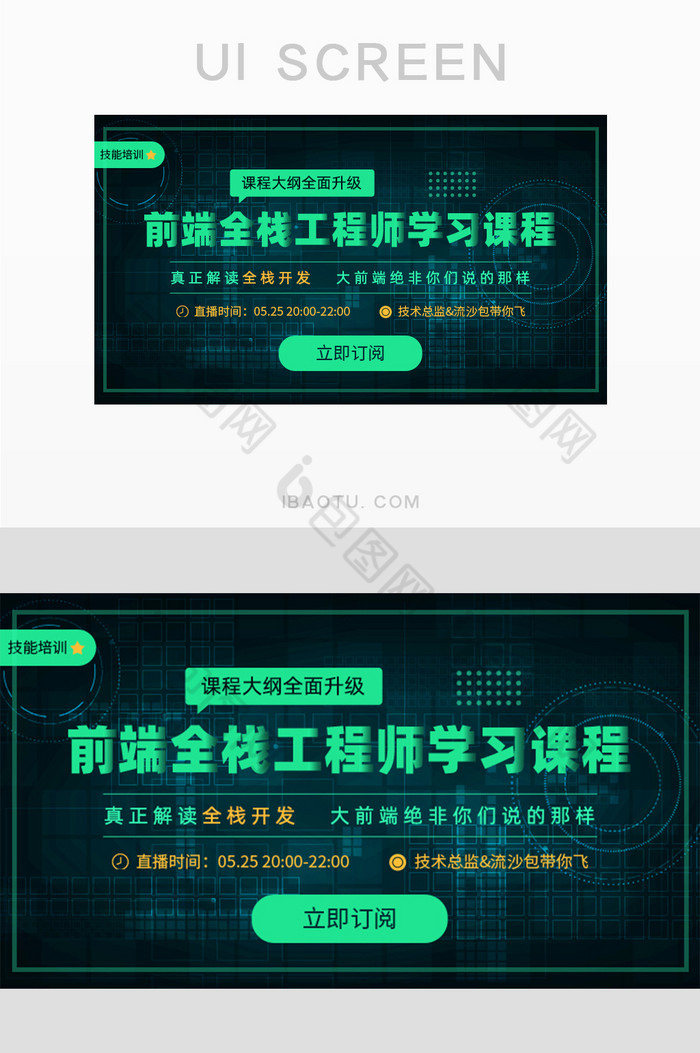 UI SCREEN
技能培训
课程大纲全面升级
前端全栈工程师学习课程
真正解读全栈开发 大前端绝非你们说的那样
直播时间：05.25 20:00-22:00 技术总监&流沙包带你飞
立即订阅
包图网
IBAOTU. COM
技能培训
课程大纲全面升级
前端全栈工程师学习课程
真正解读全栈开发 大前端绝非你们说的那样
直播时间：05.25 20:00-22:00 技术总监&流沙包带你飞
立即订阅